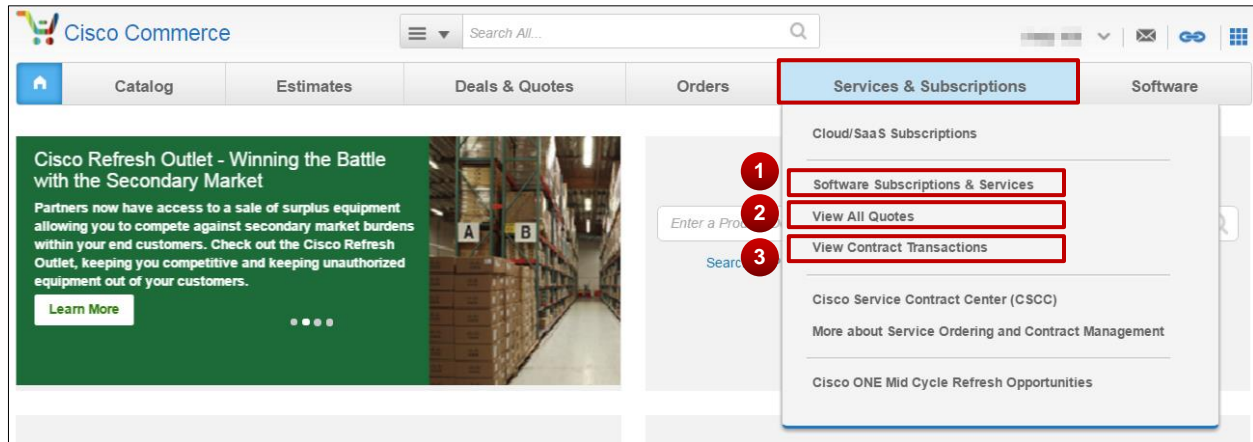 Cisco Commerce
Search All...
Catalog
Estimates
Deals & Quotes
Orders
Services & Subscriptions
Software
Cisco Refresh Outlet - Winning the Battle
with the Secondary Market
Partners now have access to a sale of surplus equipment
allowing you to compete against secondary market burdens
within your end customers. Check out the Cisco Refresh
Outlet, keeping you competitive and keeping unauthorized
equipment out of your customers.
Learn More
A
B
Enter a
Cloud/SaaS Subscriptions
1
Software Subscriptions & Services
2
View All Quotes
3
View Contract Transactions
Cisco Service Contract Center (CSCC)
More about Service Ordering and Contract Management
Cisco ONE Mid Cycle Refresh Opportunities